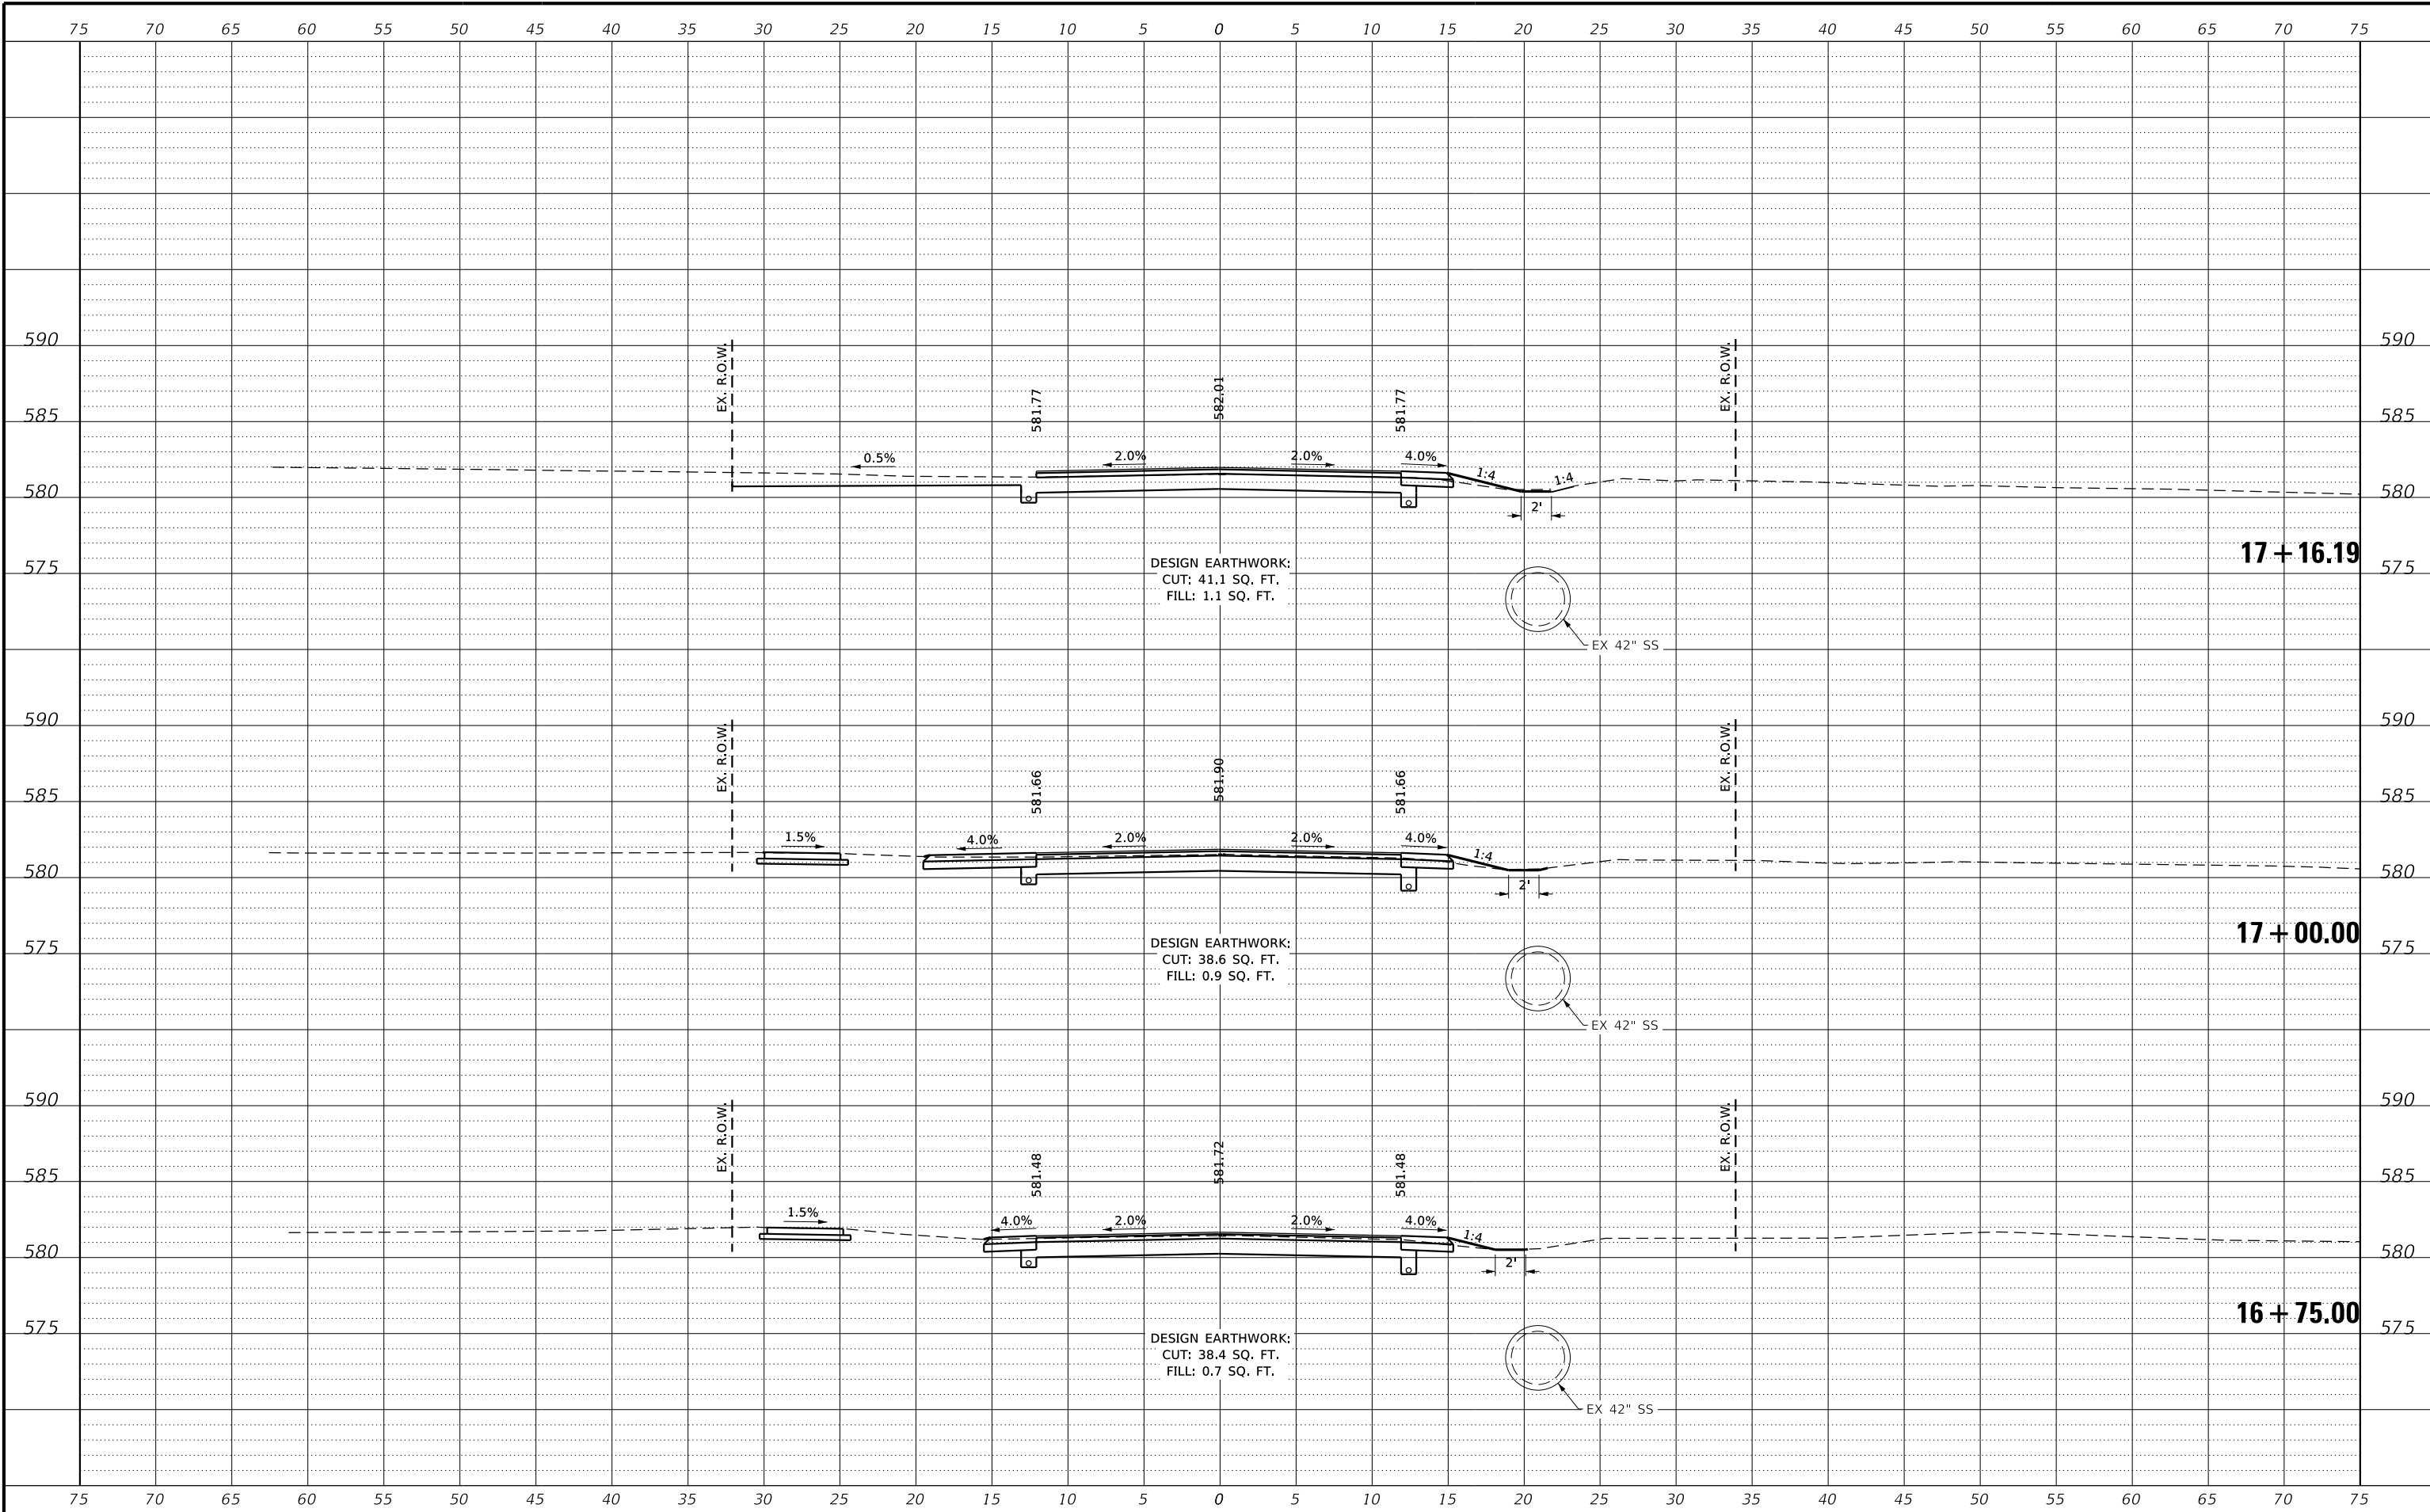 75 70 65 60 55 50 45 40 35 30 25 20 15 10 5 0 5 10 15 20 25 30 35 40 45 50 55 60 65 70 75
590 590
EX. R.O.W. EX. R.O.W.
581.77 582.01 581.77
585 585
0.5% 2.0% 2.0% 4.0% 1:4 1:4
580 580
2'
17+16.19
DESIGN EARTHWORK:
CUT: 41.1 SQ. FT.
FILL: 1.1 SQ. FT.
575 575
EX 42" SS
590 590
EX. R.O.W. EX. R.O.W.
581.66 581.90 581.66
585 585
1.5% 4.0% 2.0% 2.0% 4.0% 1:4
580 580
2'
17+00.00
DESIGN EARTHWORK:
CUT: 38.6 SQ. FT.
FILL: 0.9 SQ. FT.
575 575
EX 42" SS
590 590
EX. R.O.W. EX. R.O.W.
581.48 581.72 581.48
585 585
1.5% 4.0% 2.0% 2.0% 4.0% 1:4
580 580
2'
16+75.00
575 575
DESIGN EARTHWORK:
CUT: 38.4 SQ. FT.
FILL: 0.7 SQ. FT.
EX 42" SS
75 70 65 60 55 50 45 40 35 30 25 20 15 10 5 0 5 10 15 20 25 30 35 40 45 50 55 60 65 70 75